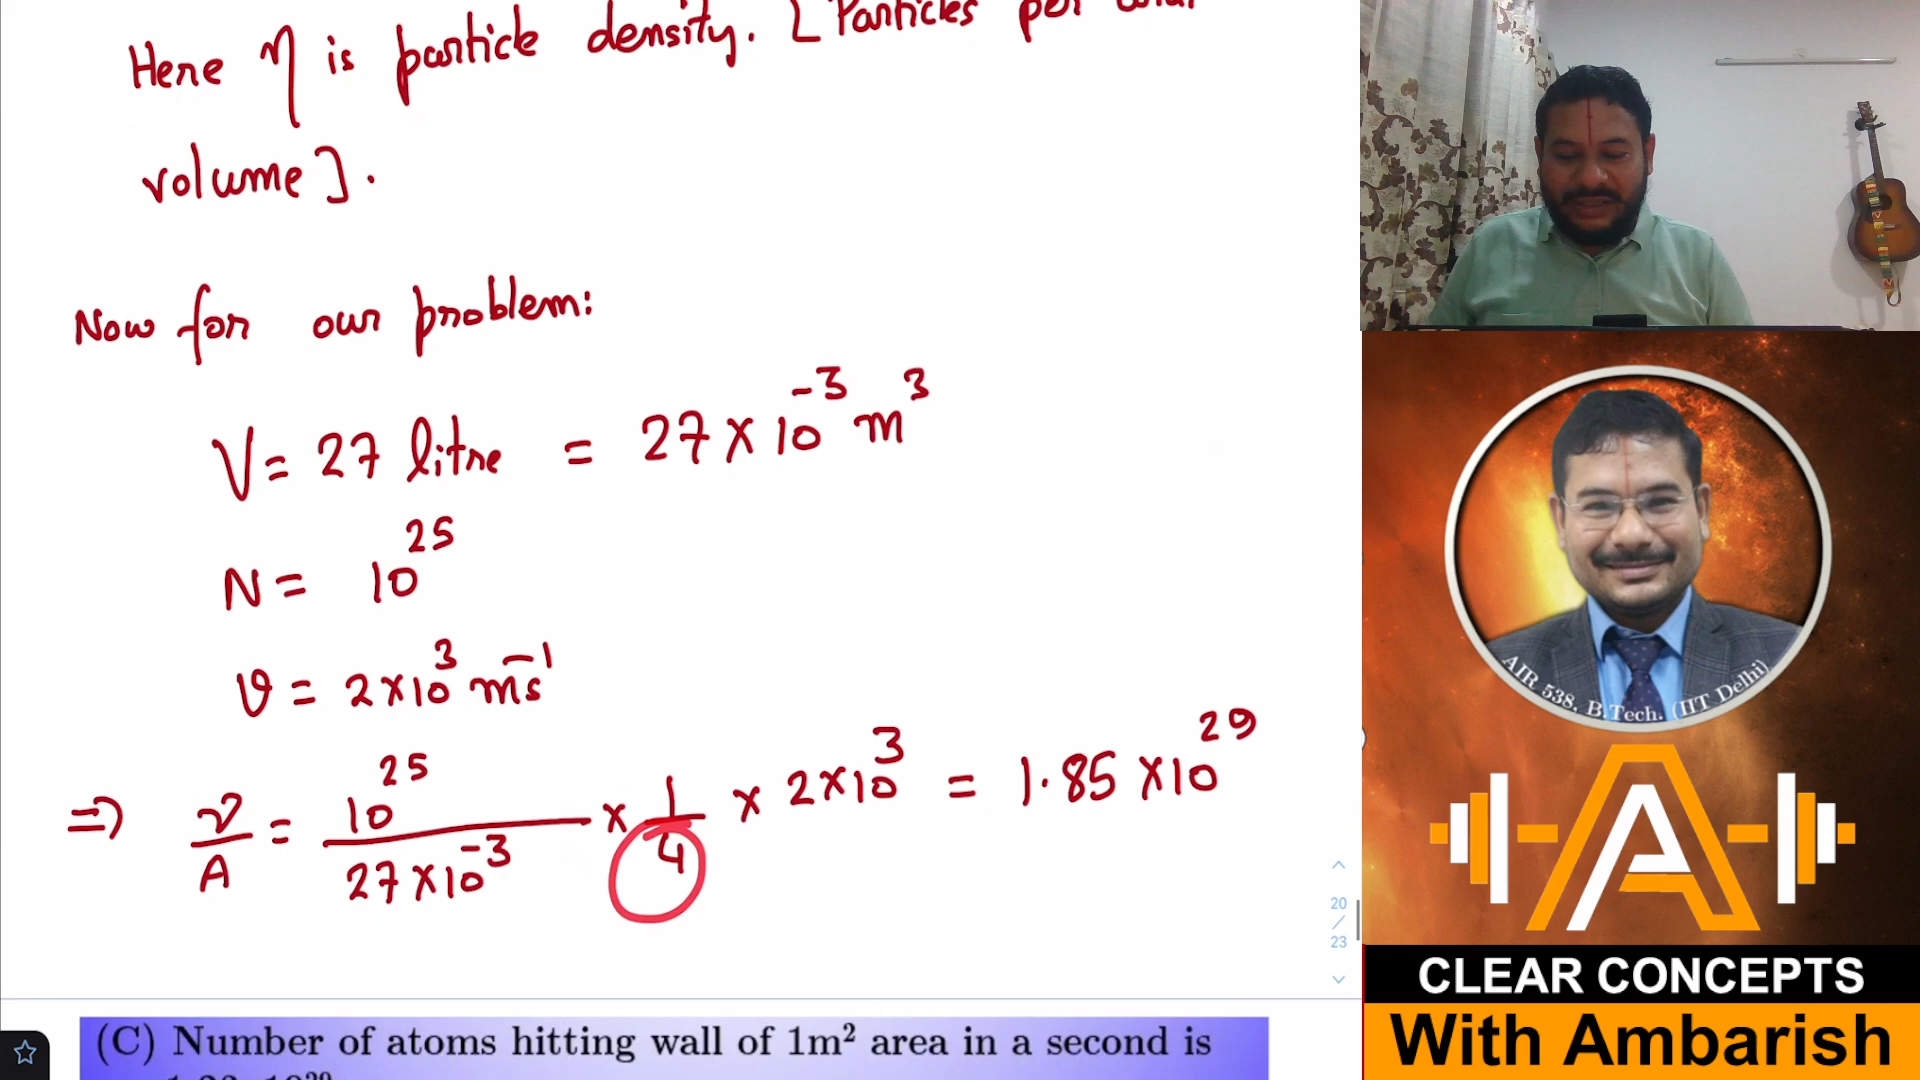 Here η is particle density. [Particles per
volume].
Now for our problem:
V = 27 litre = 27 × 10⁻³ m³
N = 10²⁵
v = 2×10³ ms⁻¹
⇒ ν/A = 10²⁵/(27×10⁻³) × 1/4 × 2×10³ = 1.85 × 10²⁹
20
/
23
(C) Number of atoms hitting wall of 1m² area in a second is
AIR 538, B.Tech. (IIT Delhi)
A
CLEAR CONCEPTS
With Ambarish